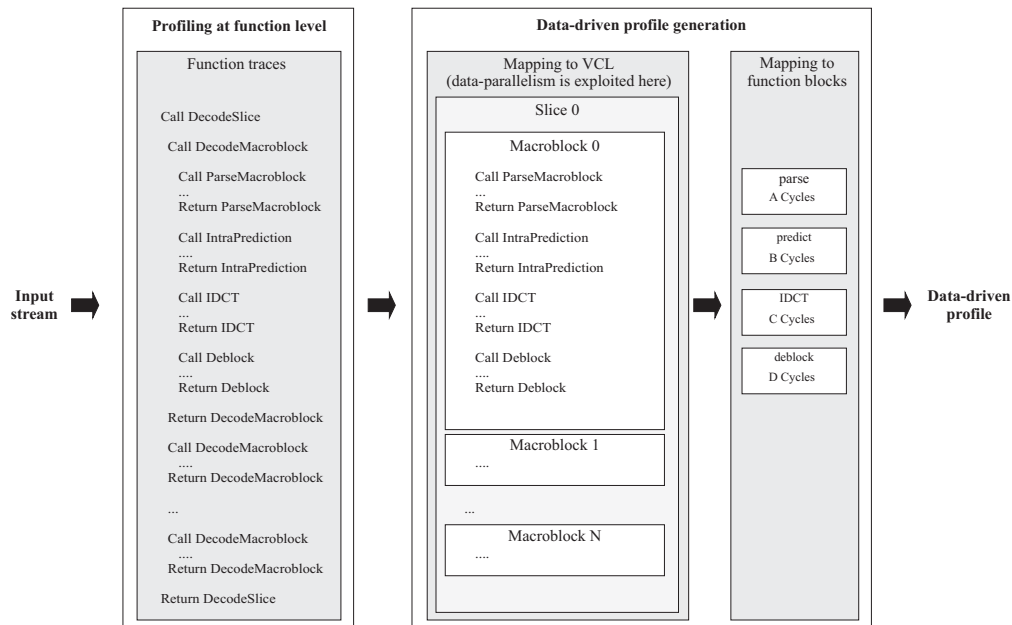 Input
stream
Profiling at function level
Function traces
Call DecodeSlice
Call DecodeMacroblock
Call ParseMacroblock
...
Return ParseMacroblock
Call IntraPrediction
....
Return IntraPrediction
Call IDCT
...
Return IDCT
Call Deblock
....
Return Deblock
Return DecodeMacroblock
Call DecodeMacroblock
....
Return DecodeMacroblock
...
Call DecodeMacroblock
....
Return DecodeMacroblock
Return DecodeSlice
Data-driven profile generation
Mapping to VCL
(data-parallelism is exploited here)
Slice 0
Macroblock 0
Call ParseMacroblock
...
Return ParseMacroblock
Call IntraPrediction
....
Return IntraPrediction
Call IDCT
...
Return IDCT
Call Deblock
....
Return Deblock
Macroblock 1
....
...
Macroblock N
....
Mapping to
function blocks
parse
A Cycles
predict
B Cycles
IDCT
C Cycles
deblock
D Cycles
Data-driven
profile